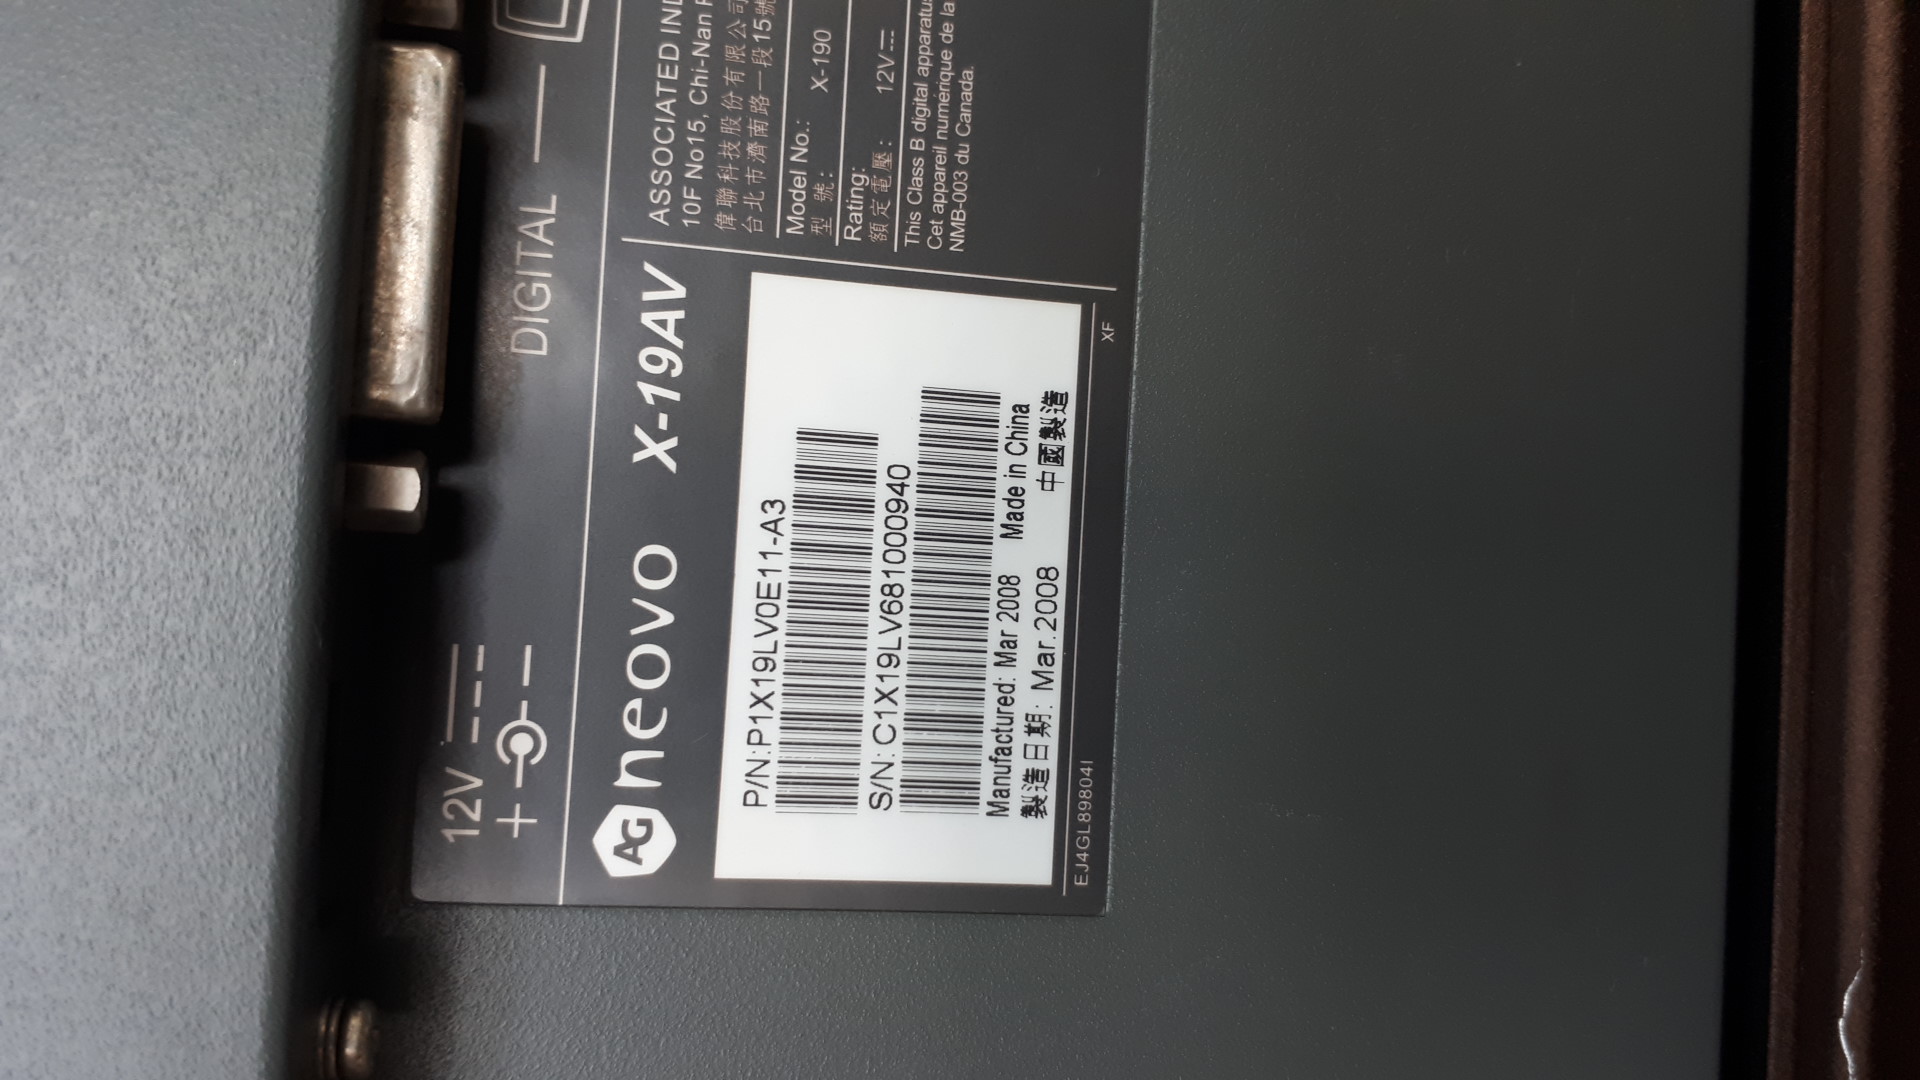 12V
DIGITAL
AG neovo X-19AV
P/N:P1X19LV0E11-A3
S/N: C1X19LV681000940
Manufactured: Mar 2008 Made in China
製造日期: Mar.2008 中國製造
EJ4GL89804I
XF
ASSOCIATED
10F No15, Chi-Nan
偉聯科技股份有限公司
台北市濟南路一段15號
Model No.: X-190
型 號:
Rating: 12V
額定電壓:
This Class B digital apparatus
Cet appareil numérique de la
NMB-003 du Canada.